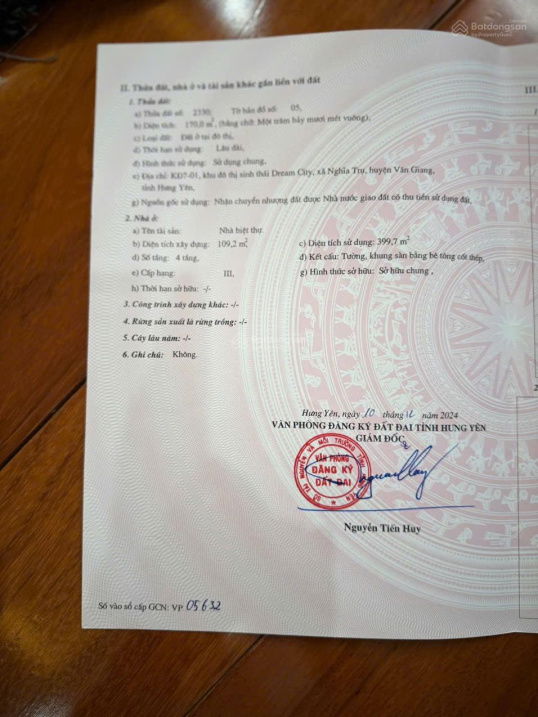 Batdongsan
by PropertyGuru
II. Thửa đất, nhà ở và tài sản khác gắn liền với đất
III.
1. Thửa đất:
a) Thửa đất số: 2330, Tờ bản đồ số: 05,
b) Diện tích: 170,0 m², (bằng chữ: Một trăm bảy mươi mét vuông),
c) Loại đất: Đất ở tại đô thị,
d) Thời hạn sử dụng: Lâu dài,
đ) Hình thức sử dụng: Sử dụng chung,
e) Địa chỉ: KD7-01, khu đô thị sinh thái Dream City, xã Nghĩa Trụ, huyện Văn Giang,
tỉnh Hưng Yên,
g) Nguồn gốc sử dụng: Nhận chuyển nhượng đất được Nhà nước giao đất có thu tiền sử dụng đất.
2. Nhà ở:
a) Tên tài sản: Nhà biệt thự
b) Diện tích xây dựng: 109,2 m² c) Diện tích sử dụng: 399,7 m²
d) Số tầng: 4 tầng, đ) Kết cấu: Tường, khung sàn bằng bê tông cốt thép,
e) Cấp hạng: III, g) Hình thức sở hữu: Sở hữu chung ,
h) Thời hạn sở hữu: -/-
3. Công trình xây dựng khác: -/-
4. Rừng sản xuất là rừng trồng: -/-
5. Cây lâu năm: -/-
6. Ghi chú: Không.
2
Hưng Yên, ngày 10 tháng 12 năm 2024
VĂN PHÒNG ĐĂNG KÝ ĐẤT ĐAI TỈNH HƯNG YÊN
GIÁM ĐỐC
VĂN PHÒNG
ĐĂNG KÝ
ĐẤT ĐAI
Nguyễn Tiến Huy
Số vào sổ cấp GCN: VP 05632